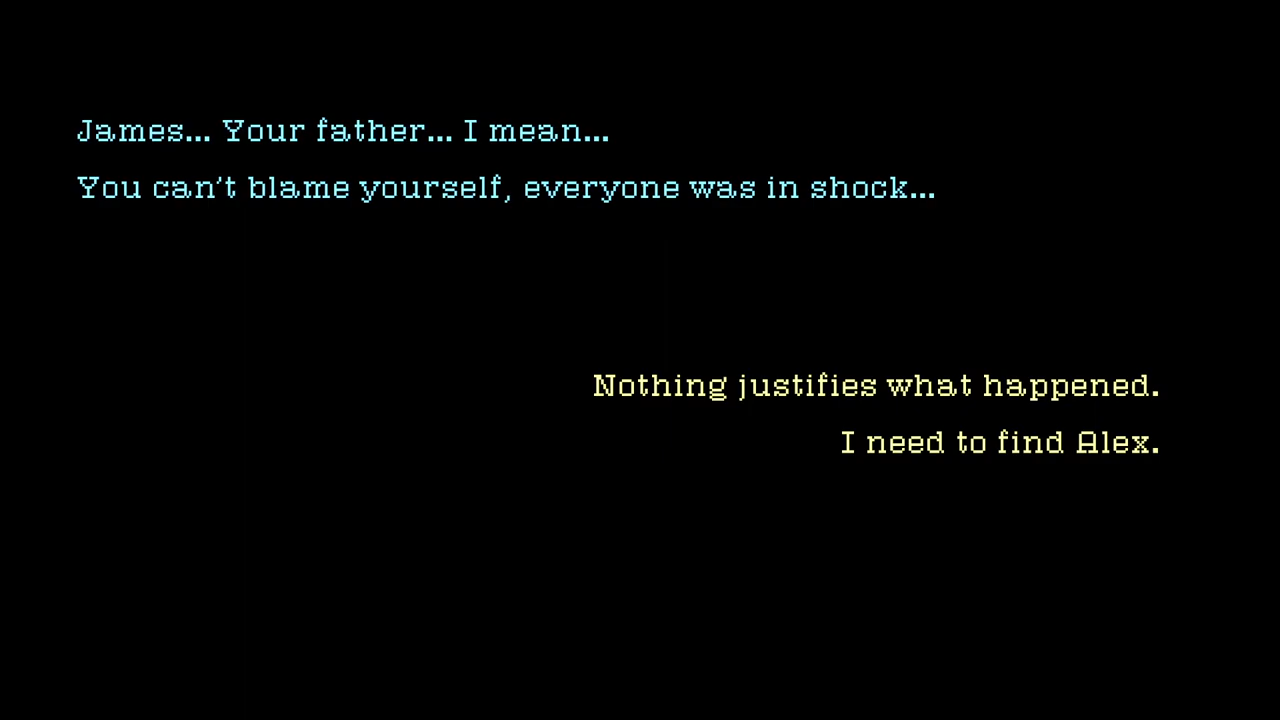 James... Your father... I mean...
You can't blame yourself, everyone was in shock...
Nothing justifies what happened.
I need to find Alex.